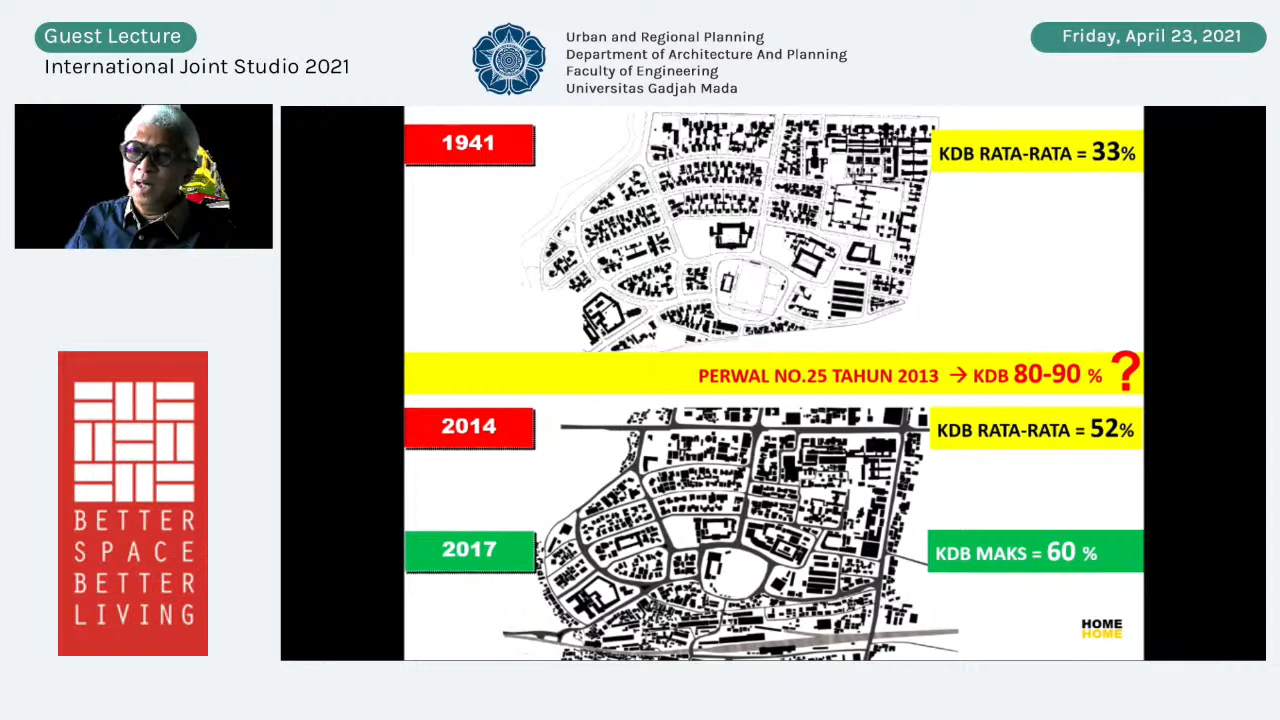 Guest Lecture
International Joint Studio 2021
Urban and Regional Planning
Department of Architecture And Planning
Faculty of Engineering
Universitas Gadjah Mada
Friday, April 23, 2021
1941
KDB RATA-RATA = 33%
PERWAL NO.25 TAHUN 2013 → KDB 80-90 % ?
2014
KDB RATA-RATA = 52%
2017
KDB MAKS = 60 %
HOME
HOME
BETTER
SPACE
BETTER
LIVING